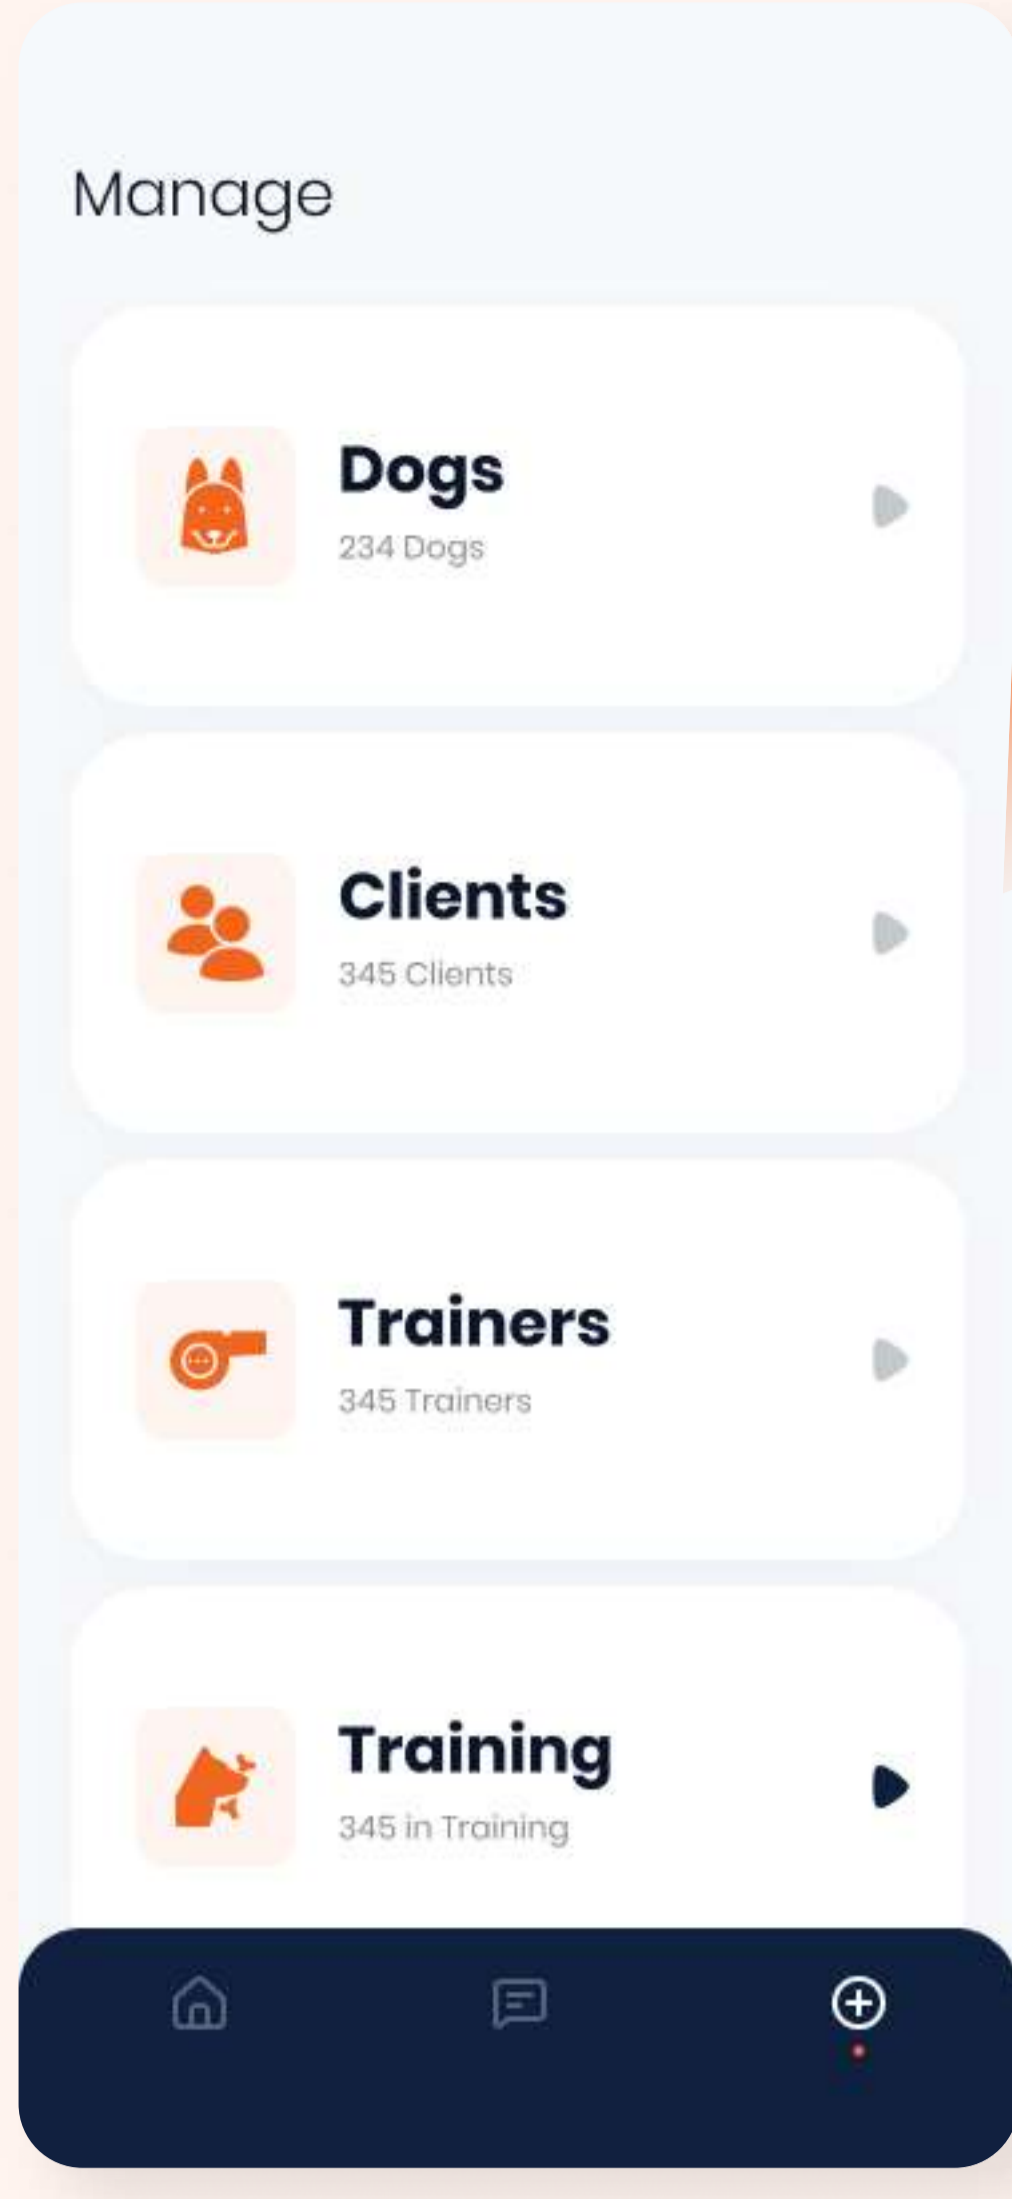 Manage
Dogs
234 Dogs
Clients
345 Clients
Trainers
345 Trainers
Training
345 in Training